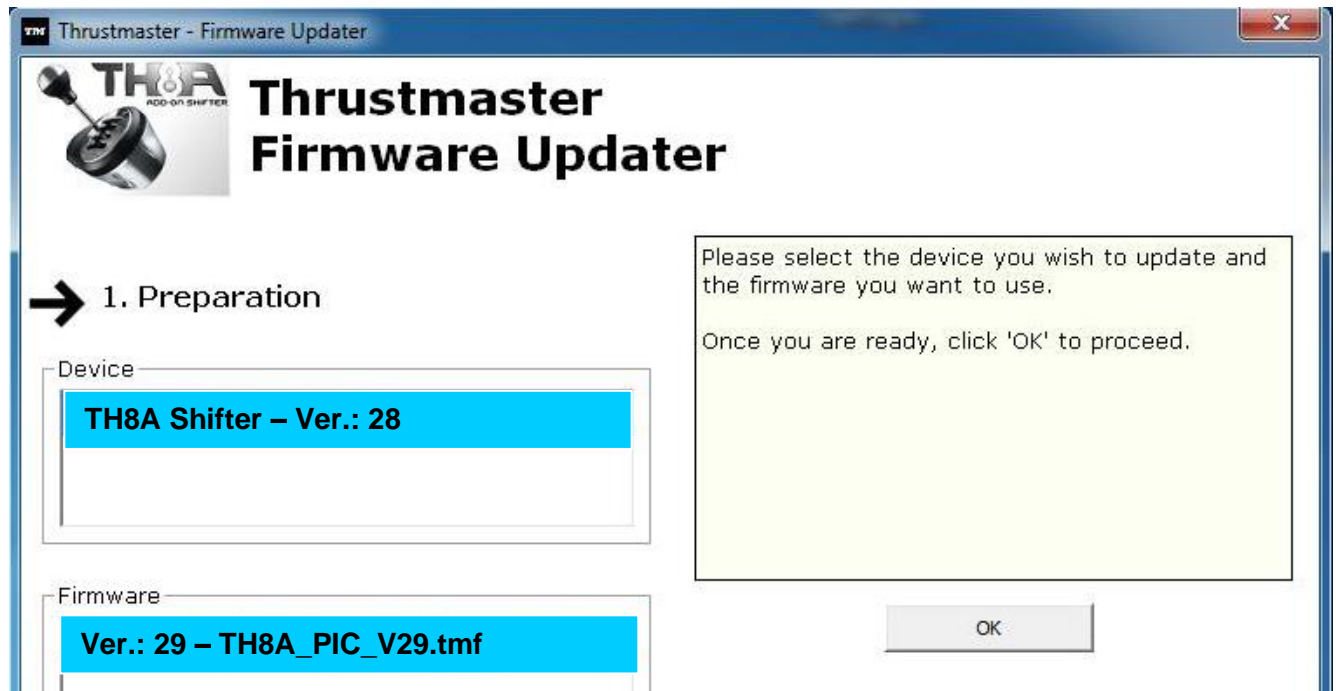 Thrustmaster - Firmware Updater
TH8A
ADD-ON SHIFTER
Thrustmaster
Firmware Updater
1. Preparation
Please select the device you wish to update and
the firmware you want to use.
Once you are ready, click 'OK' to proceed.
Device
TH8A Shifter – Ver.: 28
Firmware
Ver.: 29 – TH8A_PIC_V29.tmf
OK